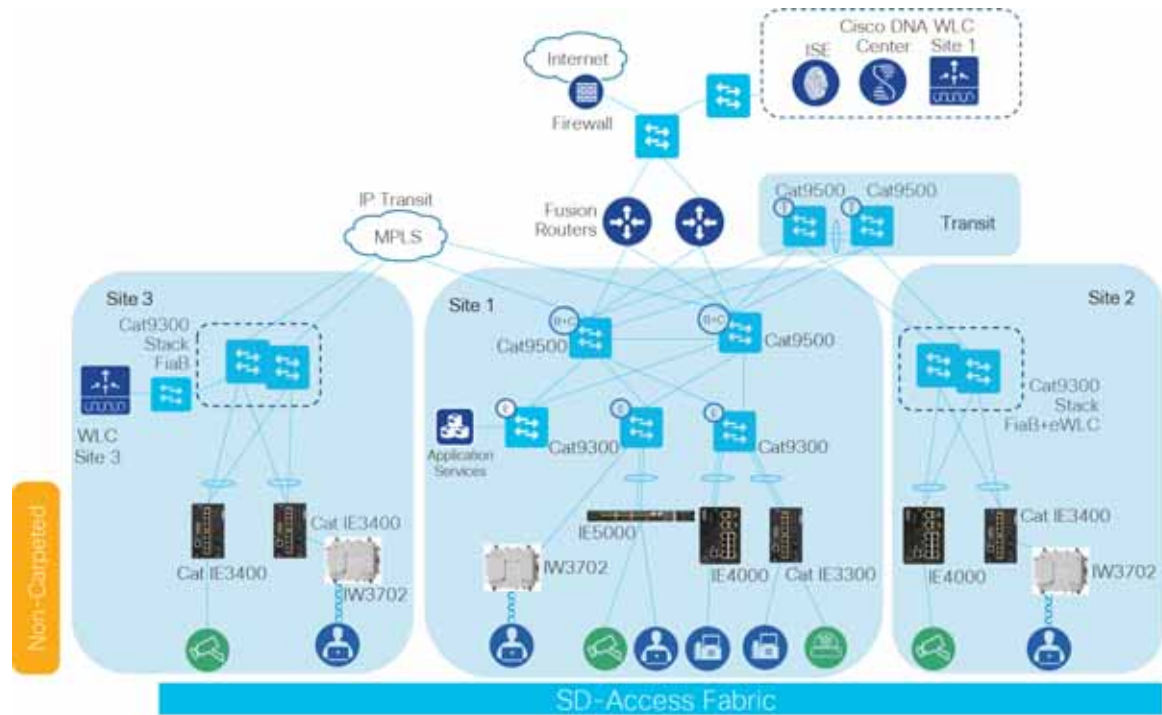 Cisco DNA WLC
ISE
Center
Site 1
Internet
Firewall
Cat9500
Cat9500
T
T
Transit
IP Transit
MPLS
Fusion
Routers
Site 3
Cat9300
Stack
FiaB
WLC
Site 3
Cat IE3400
Cat IE3400
IW3702
Site 1
B+C
B+C
Cat9500
Cat9500
E
E
E
Cat9300
Cat9300
Application
Services
IE5000
IW3702
IE4000
Cat IE3300
Site 2
Cat9300
Stack
FiaB+eWLC
Cat IE3400
IE4000
IW3702
Non-Carpeted
SD-Access Fabric